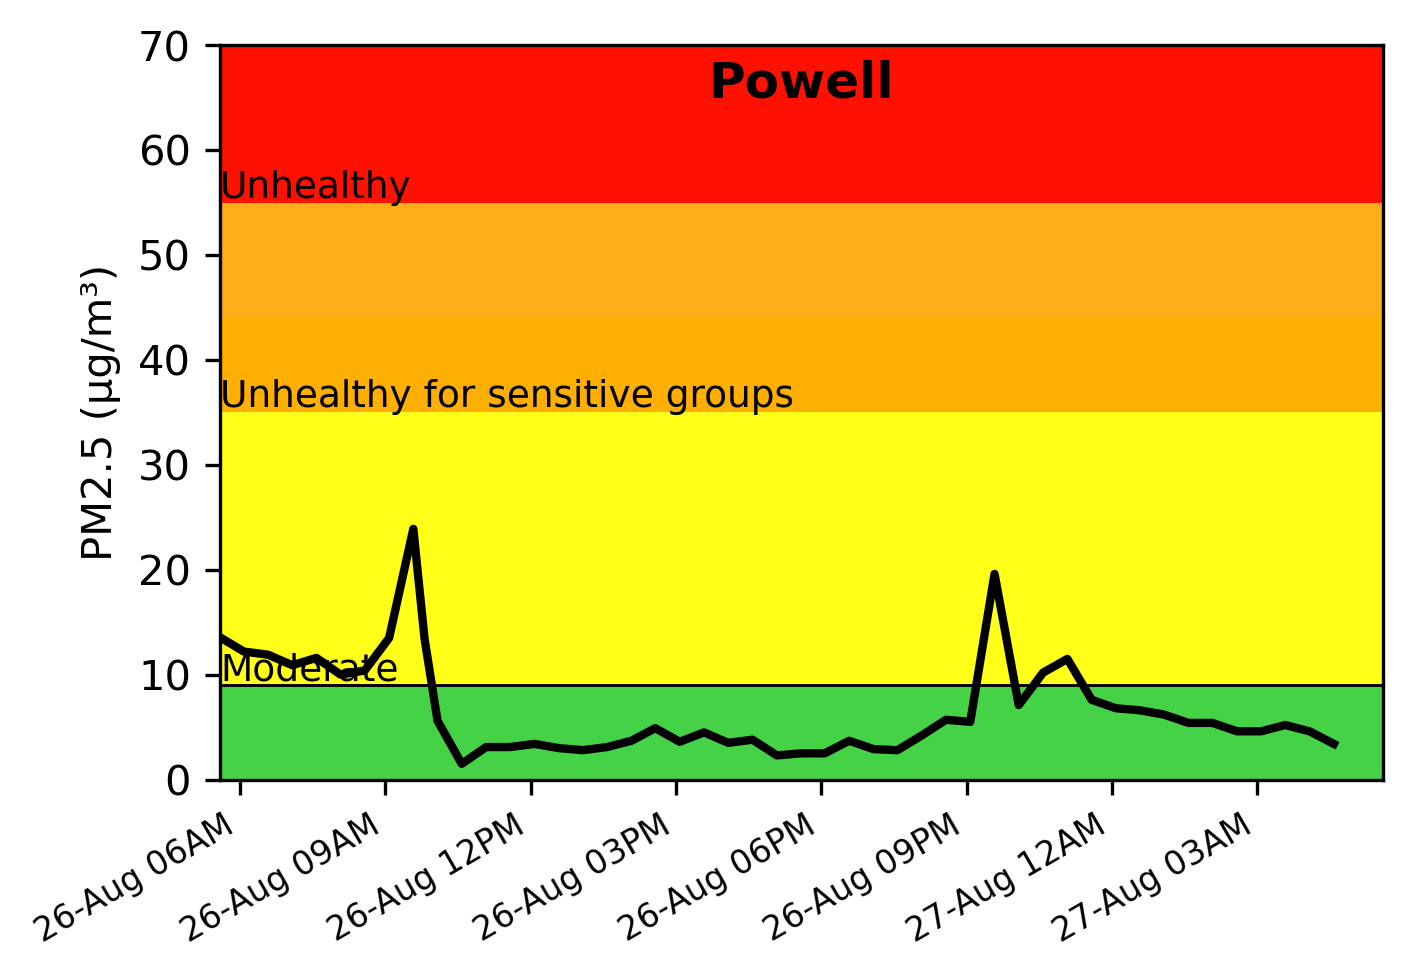 Powell
70
60
50
40
30
20
10
0
PM2.5 (µg/m³)
Unhealthy
Unhealthy for sensitive groups
Moderate
26-Aug 06AM
26-Aug 09AM
26-Aug 12PM
26-Aug 03PM
26-Aug 06PM
26-Aug 09PM
27-Aug 12AM
27-Aug 03AM